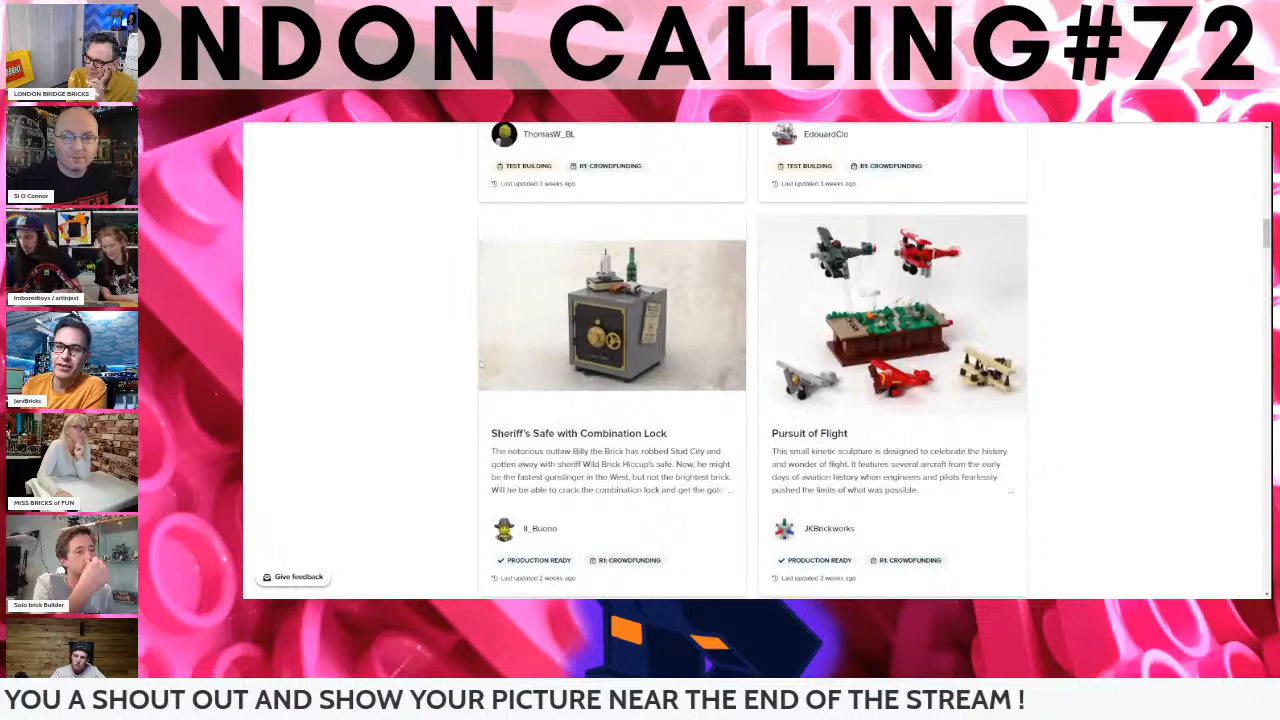 ONDON CALLING#72
LONDON BRIDGE BRICKS
Si O Connor
Imboredboys / artinjest
JarvBricks
MISS BRICKS of FUN
Solo brick Builder
ThomasW_BL
TEST BUILDING
R1: CROWDFUNDING
Last updated 3 weeks ago
EdouardClo
TEST BUILDING
R1: CROWDFUNDING
Last updated 3 weeks ago
Sheriff's Safe with Combination Lock
The notorious outlaw Billy the Brick has robbed Stud City and
gotten away with sheriff Wild Brick Hiccup's safe. Now, he might
be the fastest gunslinger in the West, but not the brightest brick.
Will he be able to crack the combination lock and get the gold ...
Il_Buono
PRODUCTION READY
R1: CROWDFUNDING
Last updated 2 weeks ago
Pursuit of Flight
This small kinetic sculpture is designed to celebrate the history
and wonder of flight. It features several aircraft from the early
days of aviation history when engineers and pilots fearlessly
pushed the limits of what was possible. ...
JKBrickworks
PRODUCTION READY
R1: CROWDFUNDING
Last updated 2 weeks ago
Give feedback
YOU A SHOUT OUT AND SHOW YOUR PICTURE NEAR THE END OF THE STREAM !